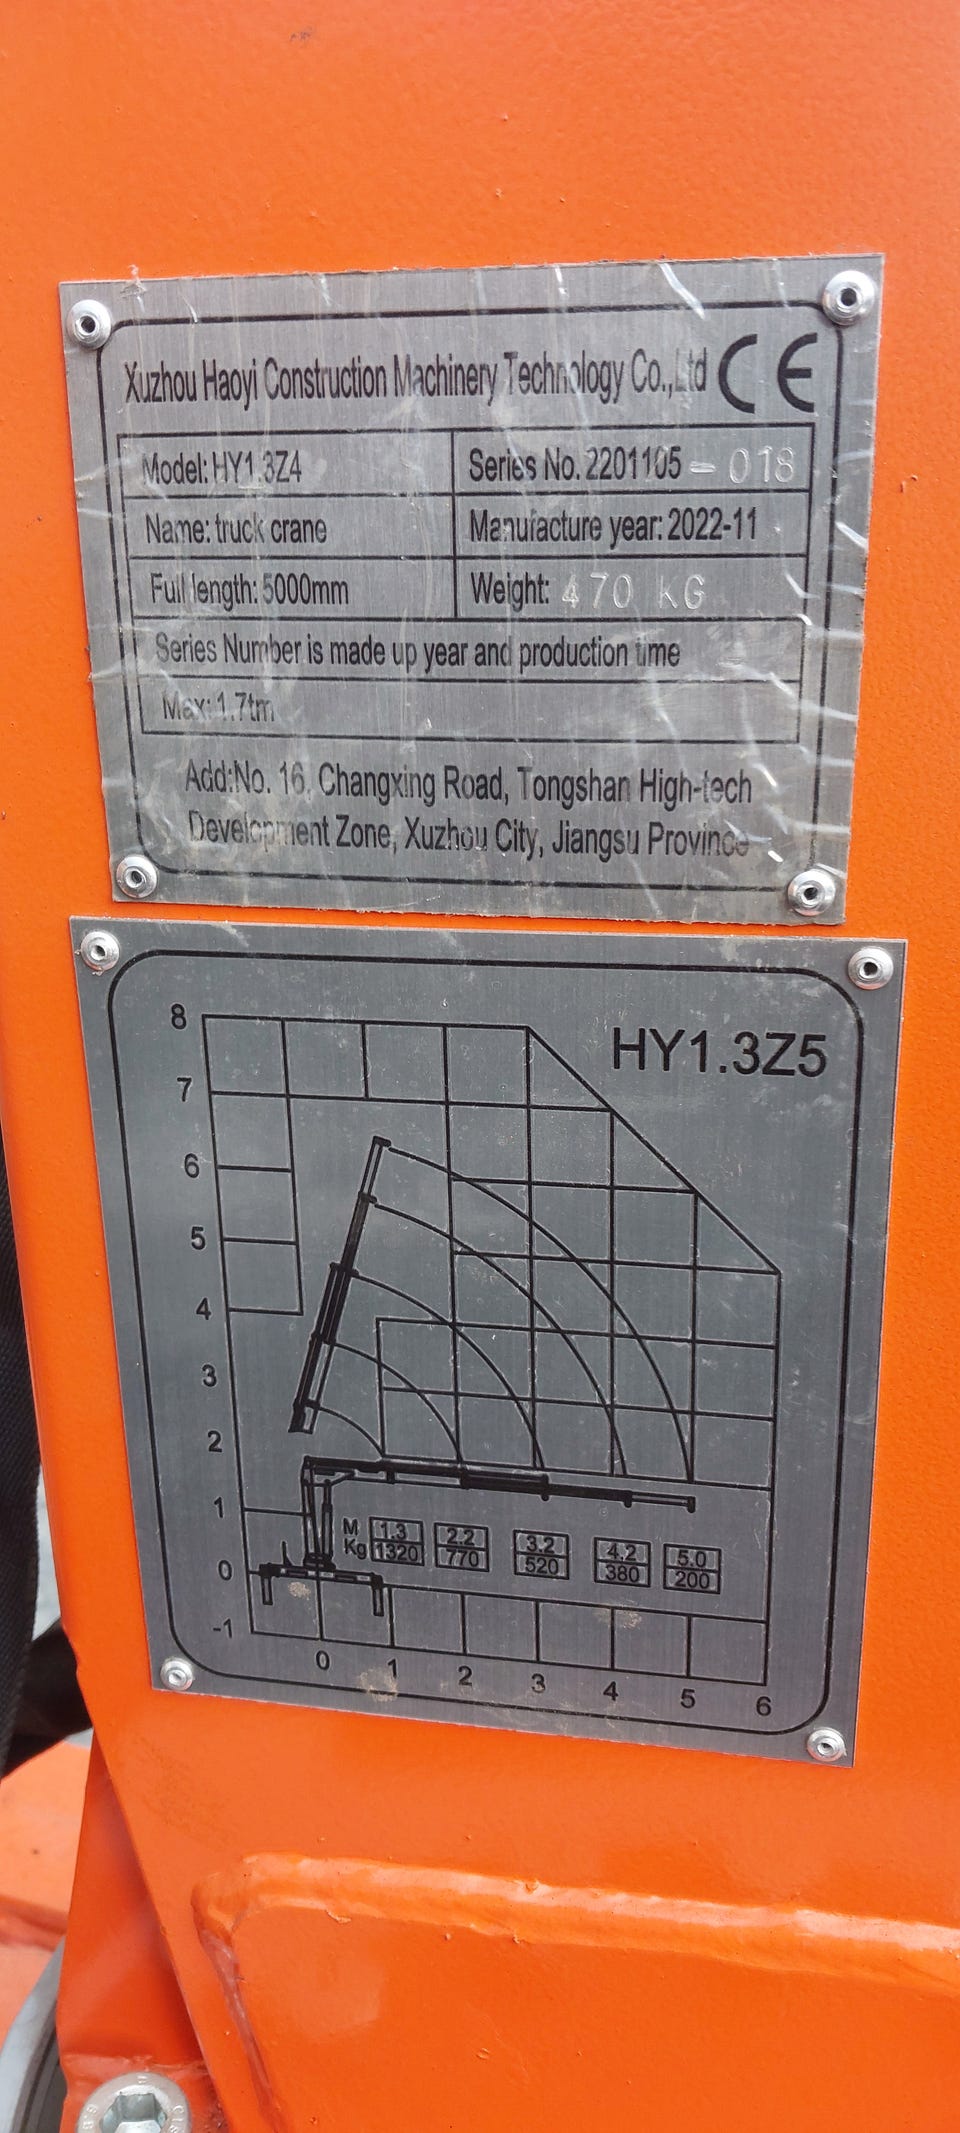 Xuzhou Haoyi Construction Machinery Technology Co.,Ltd CE
Model: HY1.3Z4 Series No. 2201105 - 018
Name: truck crane Manufacture year: 2022-11
Full length: 5000mm Weight: 470 KG
Series Number is made up year and production time
Max: 1.7tm
Add:No. 16, Changxing Road, Tongshan High-tech
Development Zone, Xuzhou City, Jiangsu Province
HY1.3Z5
8
7
6
5
4
3
2
1
0
-1
M 1.3 2.2 3.2 4.2 5.0
Kg 1320 770 520 380 200
0 1 2 3 4 5 6